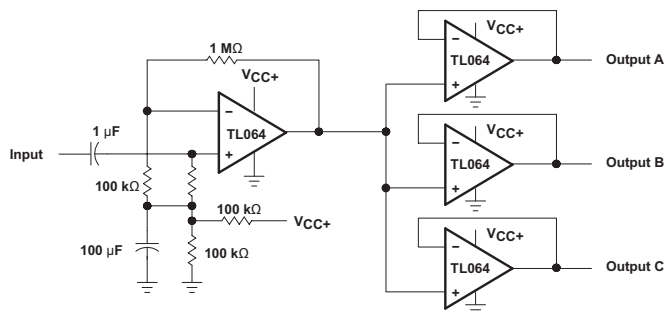 1 MΩ
VCC+
−
TL064
+
1 µF
Input
100 kΩ
100 kΩ
VCC+
100 µF
100 kΩ
VCC+
−
TL064
+
Output A
VCC+
−
TL064
+
Output B
VCC+
−
TL064
+
Output C